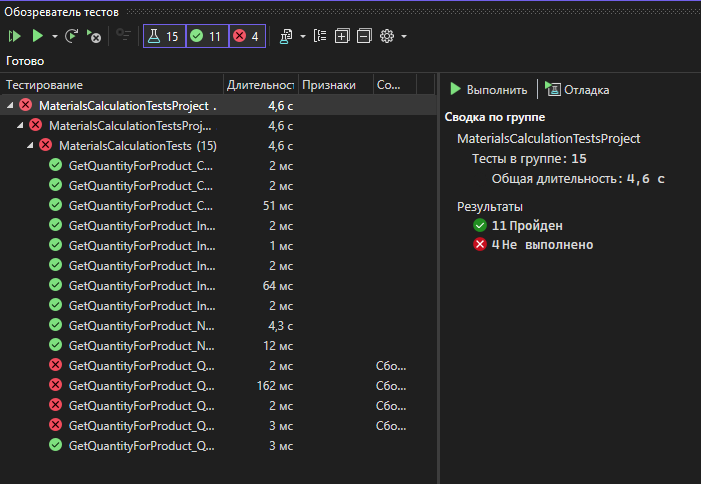 Обозреватель тестов
15 11 4
Готово
Тестирование Длительност Признаки Со...
MaterialsCalculationTestsProject . 4,6 с
MaterialsCalculationTestsProj... 4,6 с
MaterialsCalculationTests (15) 4,6 с
GetQuantityForProduct_C... 2 мс
GetQuantityForProduct_C... 2 мс
GetQuantityForProduct_C... 51 мс
GetQuantityForProduct_In... 2 мс
GetQuantityForProduct_In... 1 мс
GetQuantityForProduct_In... 2 мс
GetQuantityForProduct_In... 64 мс
GetQuantityForProduct_In... 2 мс
GetQuantityForProduct_N... 4,3 с
GetQuantityForProduct_N... 12 мс
GetQuantityForProduct_Q... 2 мс Сбо...
GetQuantityForProduct_Q... 162 мс Сбо...
GetQuantityForProduct_Q... 2 мс Сбо...
GetQuantityForProduct_Q... 3 мс Сбо...
GetQuantityForProduct_Q... 3 мс
Выполнить Отладка
Сводка по группе
MaterialsCalculationTestsProject
Тесты в группе: 15
Общая длительность: 4,6 с
Результаты
11 Пройден
4 Не выполнено